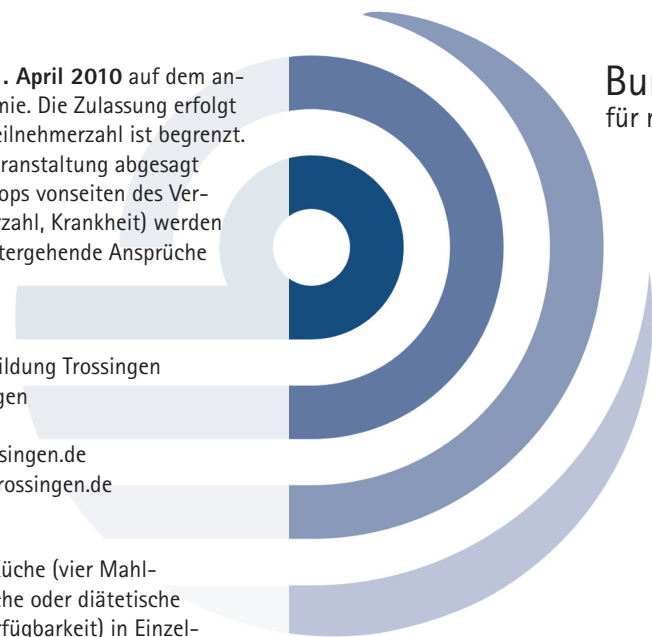 . April 2010 auf dem an-
mie. Die Zulassung erfolgt
eilnehmerzahl ist begrenzt.
ranstaltung abgesagt
ops vonseiten des Ver-
rzahl, Krankheit) werden
tergehende Ansprüche
ildung Trossingen
gen
singen.de
rossingen.de
üche (vier Mahl-
che oder diätetische
rfügbarkeit) in Einzel-
Bu
für